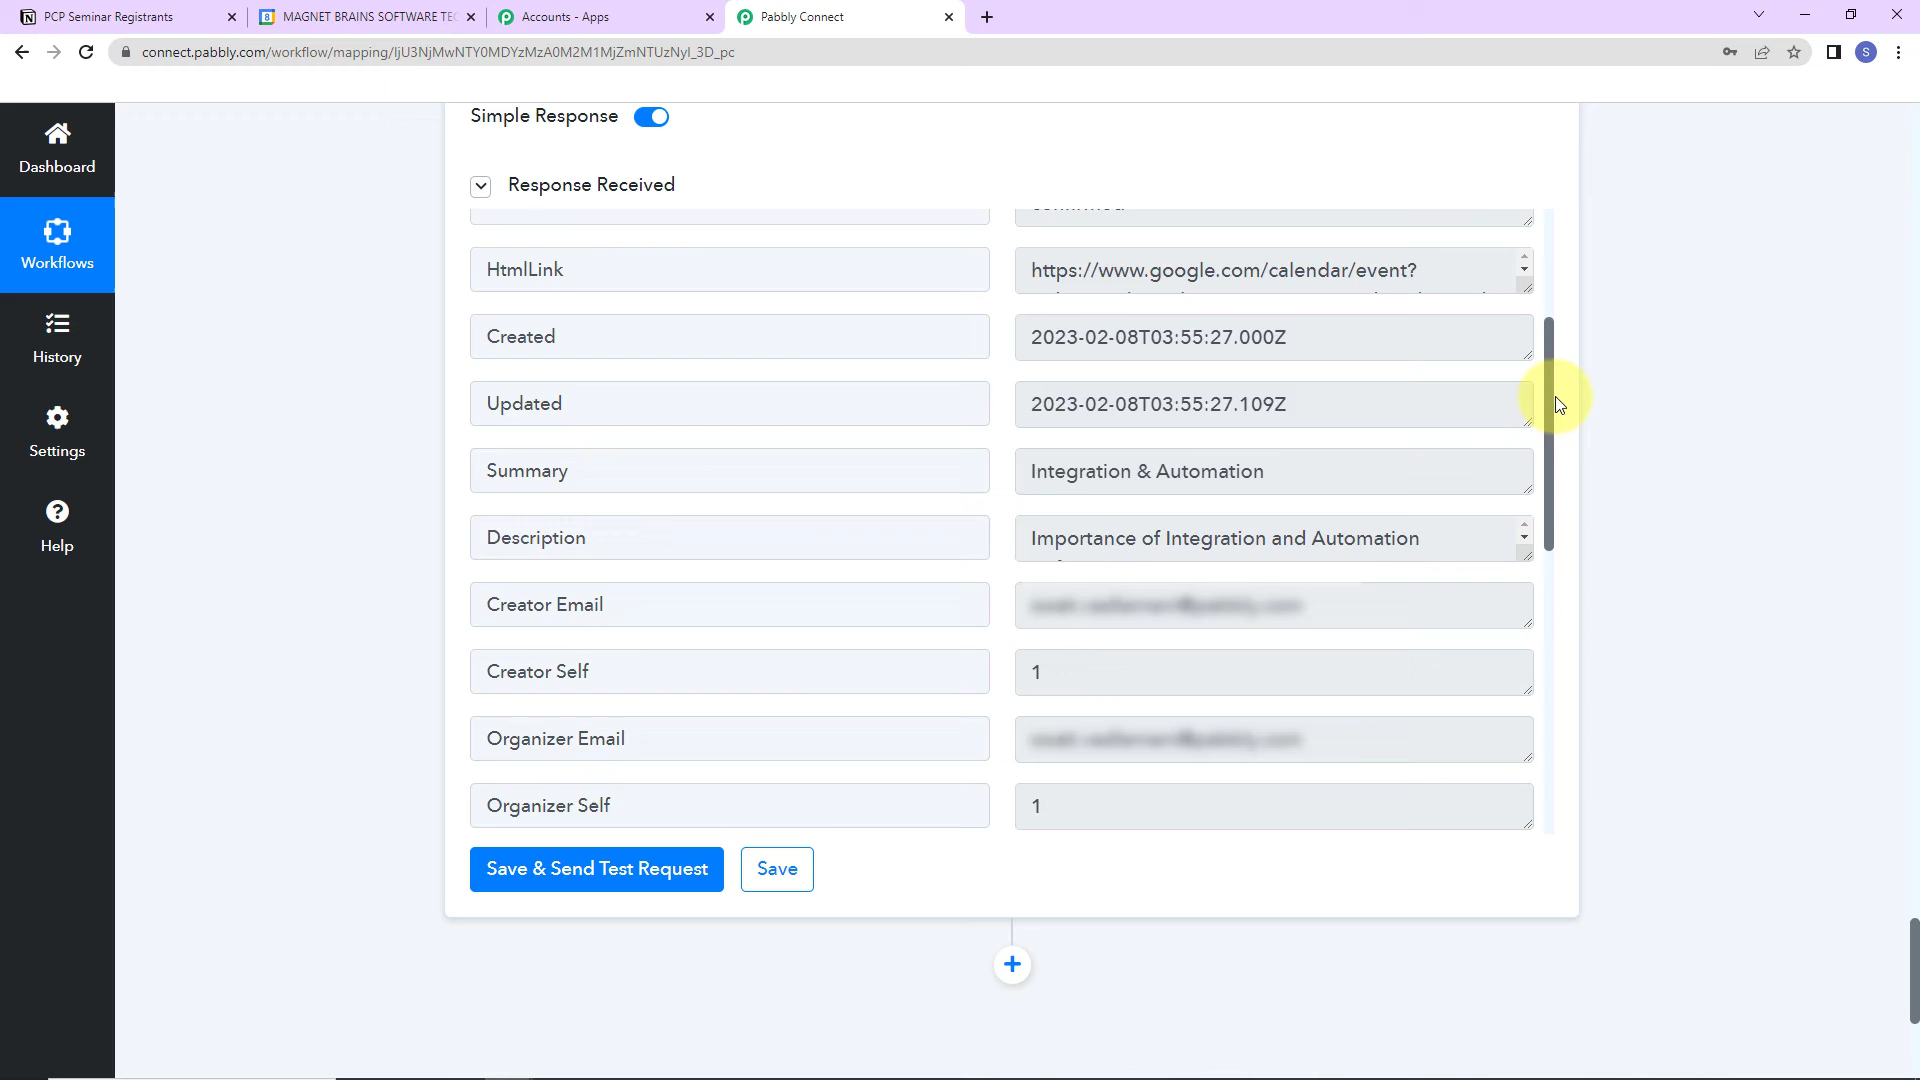 PCP Seminar Registrants
8
MAGNET BRAINS SOFTWARE TEC
Accounts - Apps
Pabbly Connect
connect.pabbly.com/workflow/mapping/IjU3NjMwNTY0MDYzMzA0M2M1MjZmNTUzNyI_3D_pc
S
Simple Response
Dashboard
Response Received
Workflows
HtmlLink
https://www.google.com/calendar/event?
History
Created
2023-02-08T03:55:27.000Z
Updated
2023-02-08T03:55:27.109Z
Settings
Summary
Integration & Automation
Help
Description
Importance of Integration and Automation
Creator Email
Creator Self
1
Organizer Email
Organizer Self
1
Save & Send Test Request
Save